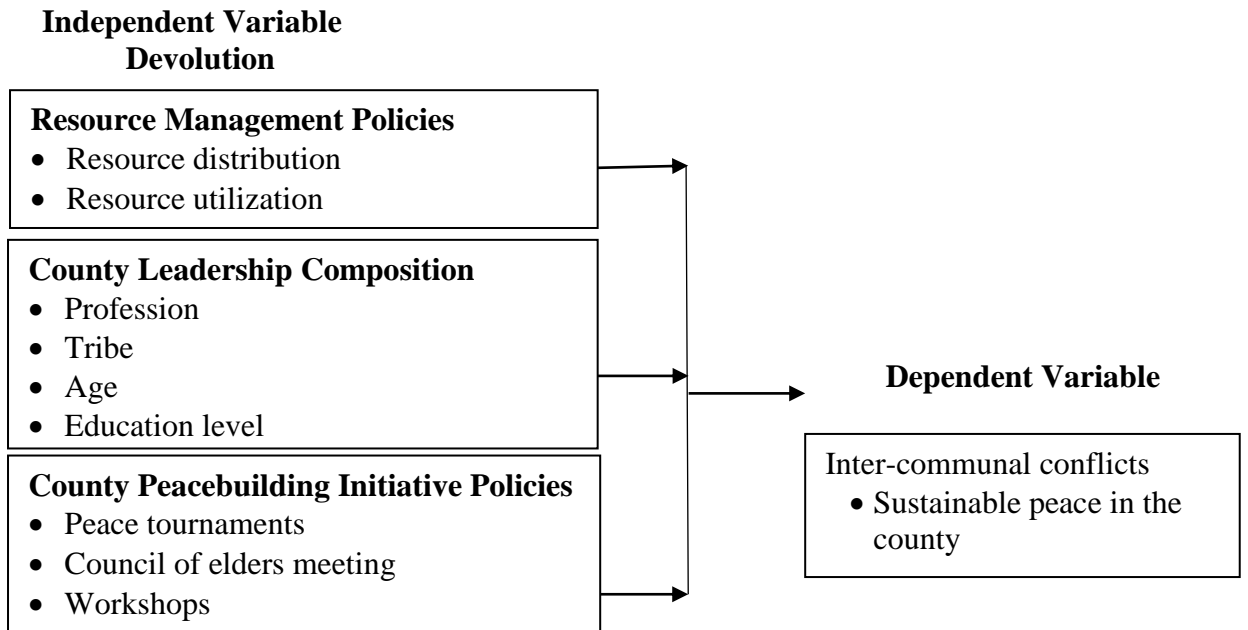 Independent Variable
Devolution
Resource Management Policies
• Resource distribution
• Resource utilization
County Leadership Composition
• Profession
• Tribe
• Age
• Education level
County Peacebuilding Initiative Policies
• Peace tournaments
• Council of elders meeting
• Workshops
Dependent Variable
Inter-communal conflicts
• Sustainable peace in the
county